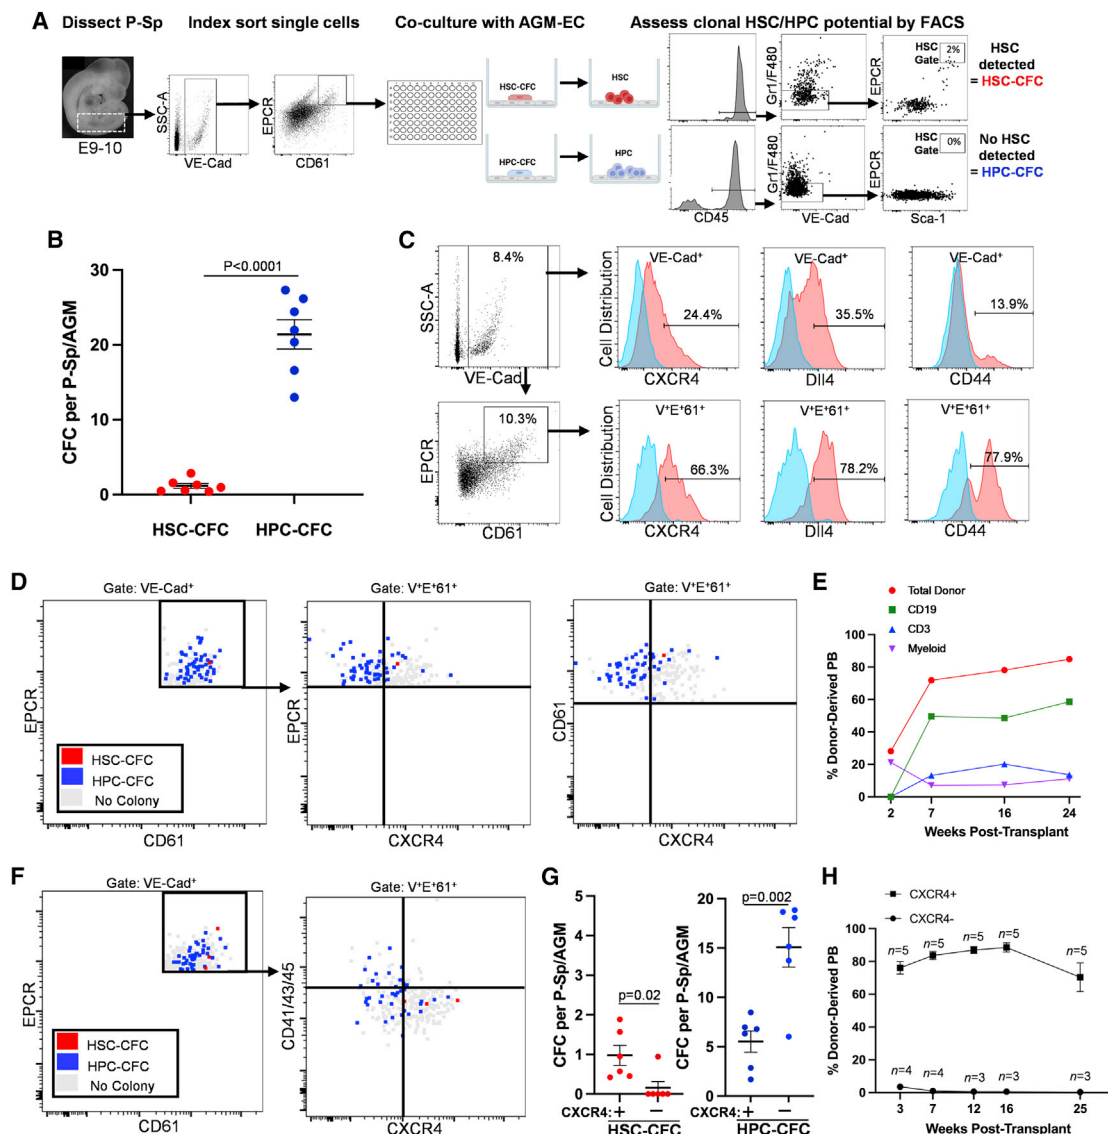 A
Dissect P-Sp
Index sort single cells
Co-culture with AGM-EC
Assess clonal HSC/HPC potential by FACS
E9-10
SSC-A
VE-Cad
EPCR
CD61
HSC-CFC
HSC
HPC-CFC
HPC
CD45
Gr1/F480
Gr1/F480
VE-Cad
EPCR
EPCR
Sca-1
HSC Gate
2%
HSC Gate
0%
HSC
detected
= HSC-CFC
No HSC
detected
= HPC-CFC
B
P<0.0001
CFC per P-Sp/AGM
30
20
10
0
HSC-CFC
HPC-CFC
C
8.4%
SSC-A
VE-Cad
10.3%
EPCR
CD61
Cell Distribution
VE-Cad⁺
24.4%
CXCR4
VE-Cad⁺
35.5%
Dll4
VE-Cad⁺
13.9%
CD44
Cell Distribution
V⁺E⁺61⁺
66.3%
CXCR4
V⁺E⁺61⁺
78.2%
Dll4
V⁺E⁺61⁺
77.9%
CD44
D
Gate: VE-Cad⁺
EPCR
CD61
HSC-CFC
HPC-CFC
No Colony
Gate: V⁺E⁺61⁺
EPCR
CXCR4
Gate: V⁺E⁺61⁺
CD61
CXCR4
E
Total Donor
CD19
CD3
Myeloid
% Donor-Derived PB
100
80
60
40
20
0
2 7 16 24
Weeks Post-Transplant
F
Gate: VE-Cad⁺
EPCR
CD61
HSC-CFC
HPC-CFC
No Colony
Gate: V⁺E⁺61⁺
CD41/43/45
CXCR4
G
CFC per P-Sp/AGM
5
4
3
2
1
0
p=0.02
CXCR4: + −
HSC-CFC
CFC per P-Sp/AGM
20
15
10
5
0
p=0.002
CXCR4: + −
HPC-CFC
H
CXCR4+
CXCR4-
% Donor-Derived PB
100
80
60
40
20
0
n=5 n=5 n=5 n=5 n=5
n=4 n=4 n=3 n=3 n=3
3 7 12 16 25
Weeks Post-Transplant